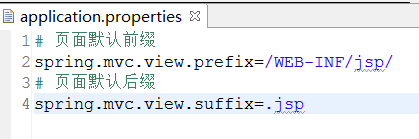 application.properties
1 # 页面默认前缀
2 spring.mvc.view.prefix=/WEB-INF/jsp/
3 # 页面默认后缀
4 spring.mvc.view.suffix=.jsp